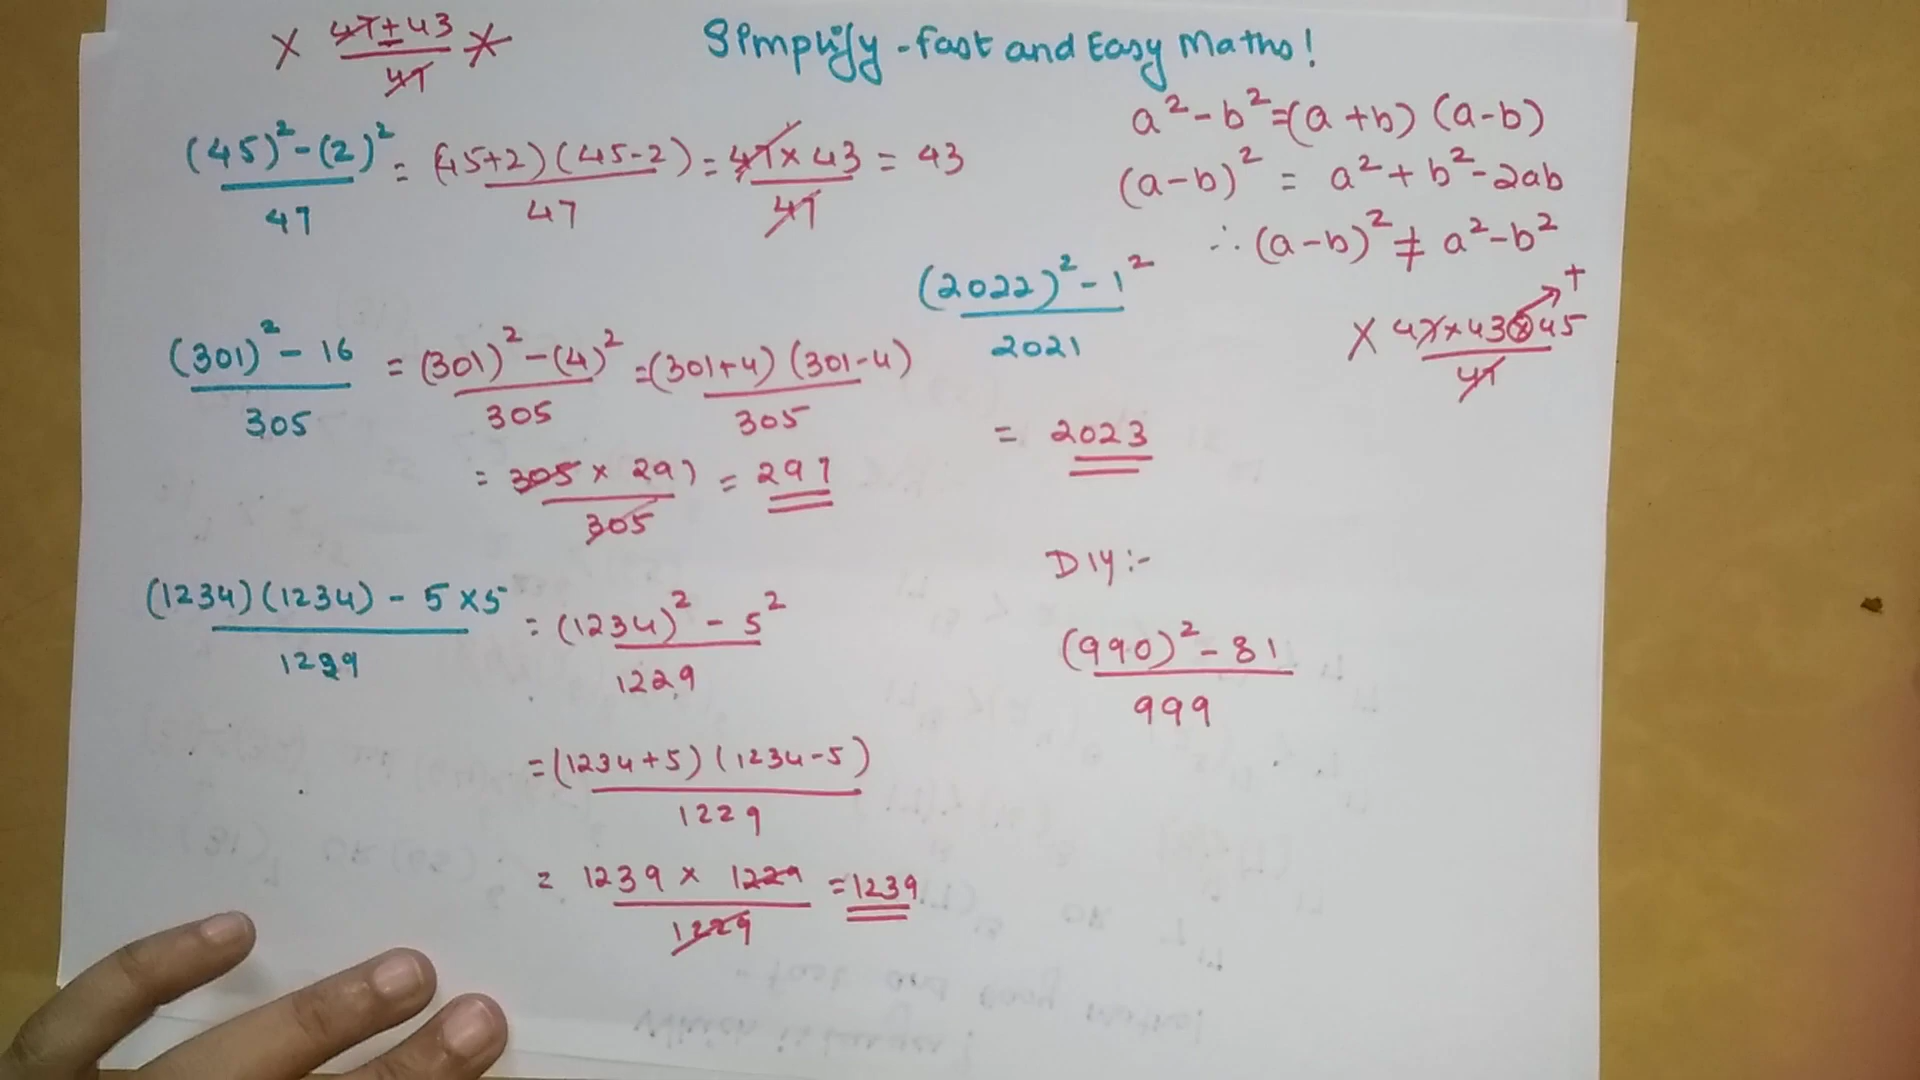 × 47+43/47 ×
Simplify - fast and Easy Maths!
(45)² - (2)² / 47 = (45+2)(45-2) / 47 = 47 × 43 / 47 = 43
a² - b² = (a+b) (a-b)
(a-b)² = a² + b² - 2ab
∴ (a-b)² ≠ a² - b²
× 47 × 43 × 45 / 47 +
(2022)² - 1² / 2021
= 2023
(301)² - 16 / 305 = (301)² - (4)² / 305 = (301+4) (301-4) / 305
= 305 × 297 / 305 = 297
(1234)(1234) - 5 × 5 / 1229 = (1234)² - 5² / 1229
= (1234+5) (1234-5) / 1229
= 1239 × 1229 / 1229 = 1239
DIY:-
(990)² - 81 / 999